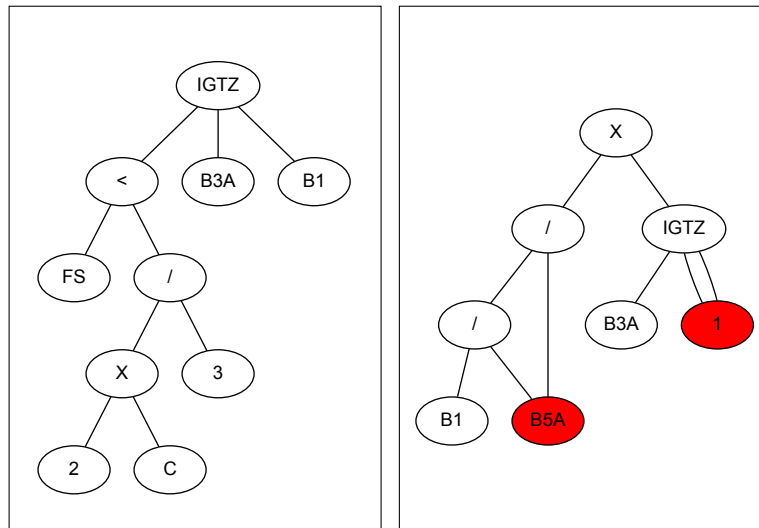 IGTZ
< B3A B1
FS /
X 3
2 C
X
/ IGTZ
/ B3A 1
B1 B5A